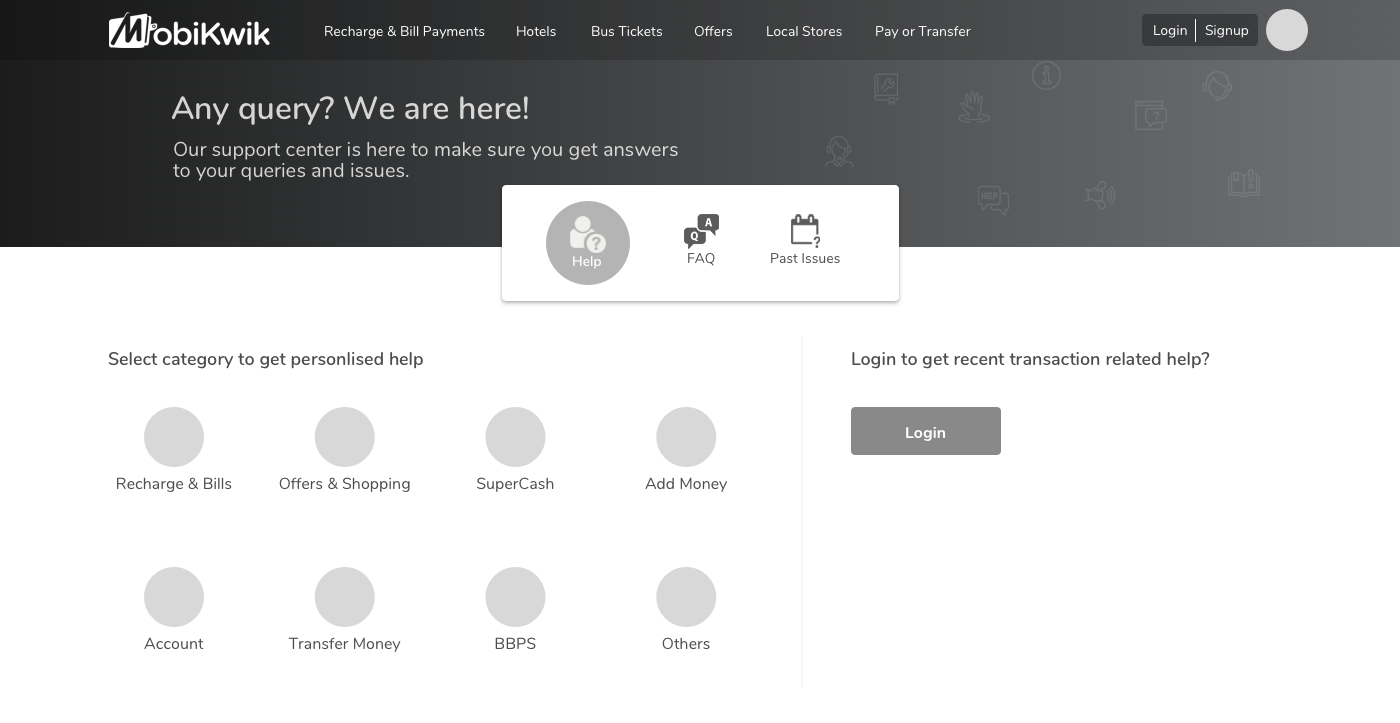 MobiKwik Recharge & Bill Payments Hotels Bus Tickets Offers Local Stores Pay or Transfer Login Signup
Any query? We are here!
Our support center is here to make sure you get answers
to your queries and issues.
HELP
?
? Help
Q A FAQ
? Past Issues
Select category to get personlised help
Recharge & Bills Offers & Shopping SuperCash Add Money
Account Transfer Money BBPS Others
Login to get recent transaction related help?
Login